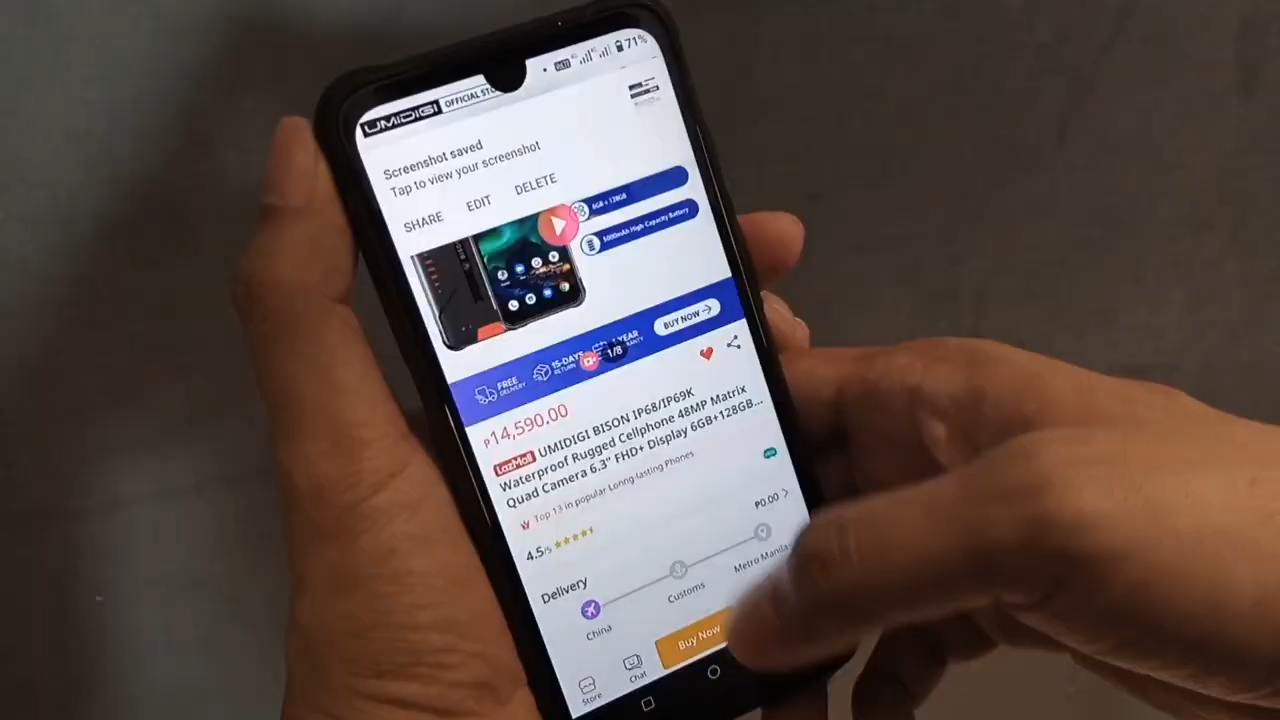 71%
UMIDIGI OFFICIAL STO
Screenshot saved
Tap to view your screenshot
SHARE EDIT DELETE
6GB + 128GB
5000mAh High Capacity Battery
FREE DELIVERY
15-DAYS RETURN
YEAR
BUY NOW
1/8
₱14,590.00
LazMall UMIDIGI BISON IP68/IP69K
Waterproof Rugged Cellphone 48MP Matrix
Quad Camera 6.3" FHD+ Display 6GB+128GB...
Top 13 in popular Lonng-lasting Phones
4.5/5
₱0.00
Delivery
China
Customs
Metro Manila
Store
Chat
Buy Now